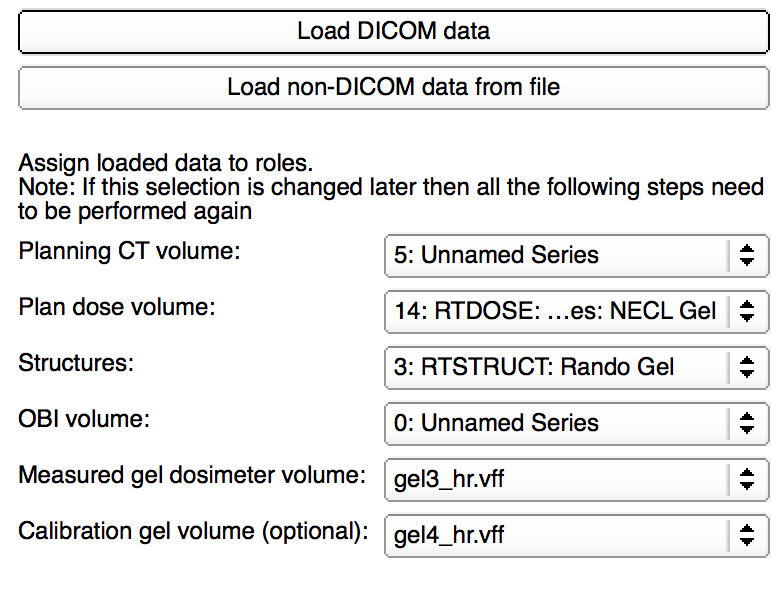 Load DICOM data
Load non-DICOM data from file
Assign loaded data to roles.
Note: If this selection is changed later then all the following steps need
to be performed again
Planning CT volume: 5: Unnamed Series
Plan dose volume: 14: RTDOSE: ...es: NECL Gel
Structures: 3: RTSTRUCT: Rando Gel
OBI volume: 0: Unnamed Series
Measured gel dosimeter volume: gel3_hr.vff
Calibration gel volume (optional): gel4_hr.vff